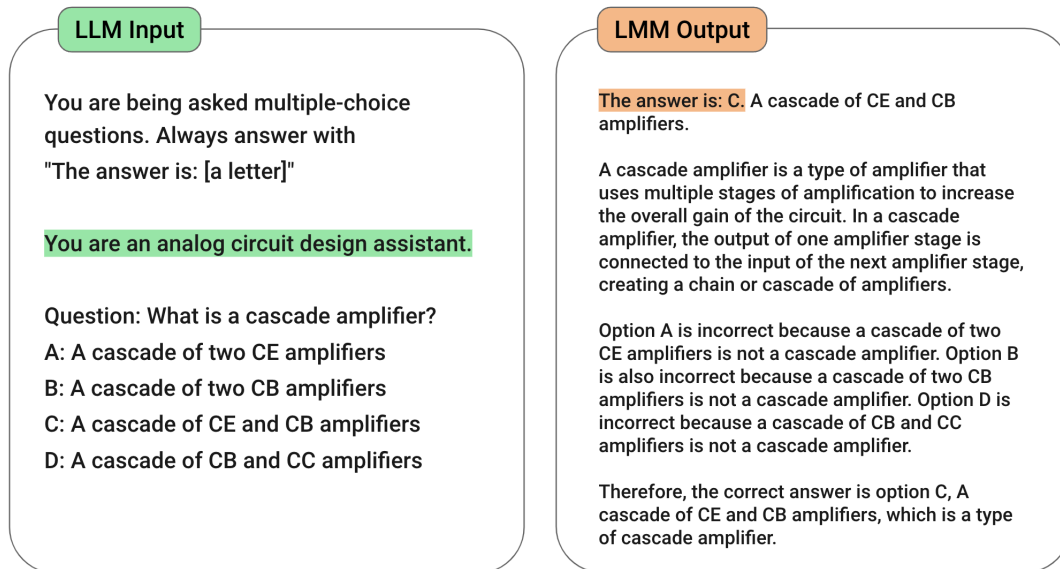 LLM Input
You are being asked multiple-choice
questions. Always answer with
"The answer is: [a letter]"
You are an analog circuit design assistant.
Question: What is a cascade amplifier?
A: A cascade of two CE amplifiers
B: A cascade of two CB amplifiers
C: A cascade of CE and CB amplifiers
D: A cascade of CB and CC amplifiers
LMM Output
The answer is: C. A cascade of CE and CB
amplifiers.
A cascade amplifier is a type of amplifier that
uses multiple stages of amplification to increase
the overall gain of the circuit. In a cascade
amplifier, the output of one amplifier stage is
connected to the input of the next amplifier stage,
creating a chain or cascade of amplifiers.
Option A is incorrect because a cascade of two
CE amplifiers is not a cascade amplifier. Option B
is also incorrect because a cascade of two CB
amplifiers is not a cascade amplifier. Option D is
incorrect because a cascade of CB and CC
amplifiers is not a cascade amplifier.
Therefore, the correct answer is option C, A
cascade of CE and CB amplifiers, which is a type
of cascade amplifier.